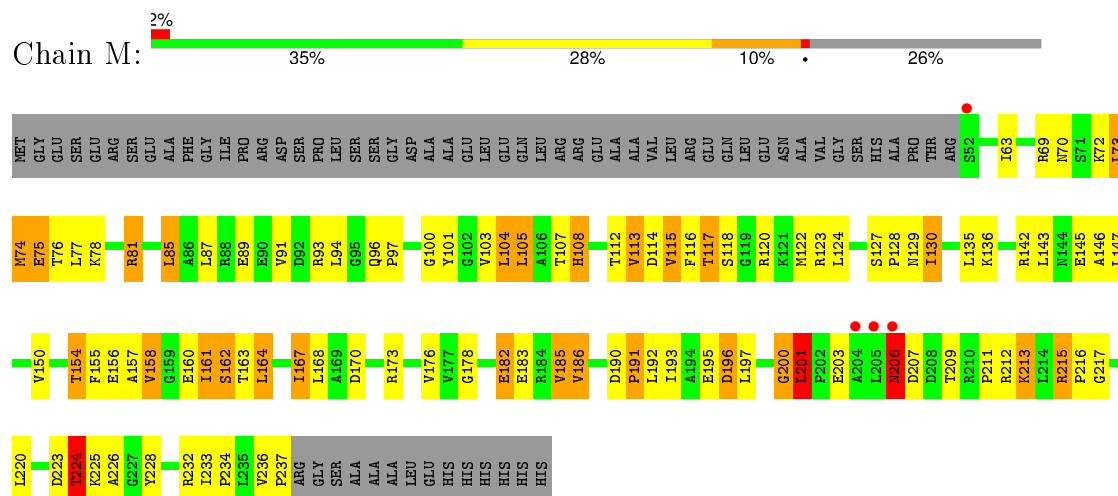 2%
Chain M:
35% 28% 10% • 26%
MET GLY GLU SER GLU ARG SER GLU ALA PHE GLY ILE PRO ARG ASP SER PRO LEU SER SER GLY ASP ALA ALA GLU LEU GLU GLN LEU ARG ARG GLU ALA ALA VAL LEU ARG GLU GLN LEU GLU ASN ALA VAL GLY SER HIS ALA PRO THR ARG S52 I63 R69 N70 S71 K72 L73
M74 E75 T76 L77 K78 R81 L85 A86 L87 R88 E89 E90 V91 D92 R93 L94 G95 Q96 P97 G100 Y101 G102 V103 L104 L105 A106 T107 H108 T112 V113 D114 V115 F116 T117 S118 G119 R120 K121 M122 R123 L124 S127 P128 N129 I130 L135 K136 R142 L143 N144 E145 A146 L147
V150 T154 F155 E156 A157 V158 G159 E160 I161 S162 T163 L164 I167 L168 A169 D170 R173 V176 V177 G178 E182 E183 R184 V185 V186 D190 P191 L192 I193 A194 E195 D196 L197 G200 L201 P202 E203 A204 L205 N206 D207 D208 T209 R210 P211 R212 K213 L214 R215 P216 G217
L220 D223 T224 K225 A226 G227 Y228 R232 I233 P234 L235 V236 P237 ARG GLY SER ALA ALA ALA LEU GLU HIS HIS HIS HIS HIS HIS